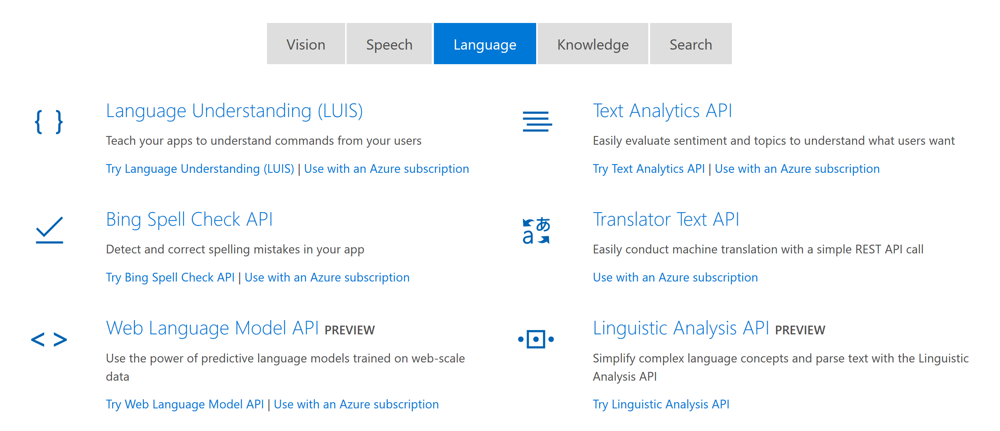 Vision
Speech
Language
Knowledge
Search
Language Understanding (LUIS)
Teach your apps to understand commands from your users
Try Language Understanding (LUIS) | Use with an Azure subscription
Text Analytics API
Easily evaluate sentiment and topics to understand what users want
Try Text Analytics API | Use with an Azure subscription
Bing Spell Check API
Detect and correct spelling mistakes in your app
Try Bing Spell Check API | Use with an Azure subscription
a あ
Translator Text API
Easily conduct machine translation with a simple REST API call
Use with an Azure subscription
Web Language Model API PREVIEW
Use the power of predictive language models trained on web-scale
data
Try Web Language Model API | Use with an Azure subscription
Linguistic Analysis API PREVIEW
Simplify complex language concepts and parse text with the Linguistic
Analysis API
Try Linguistic Analysis API